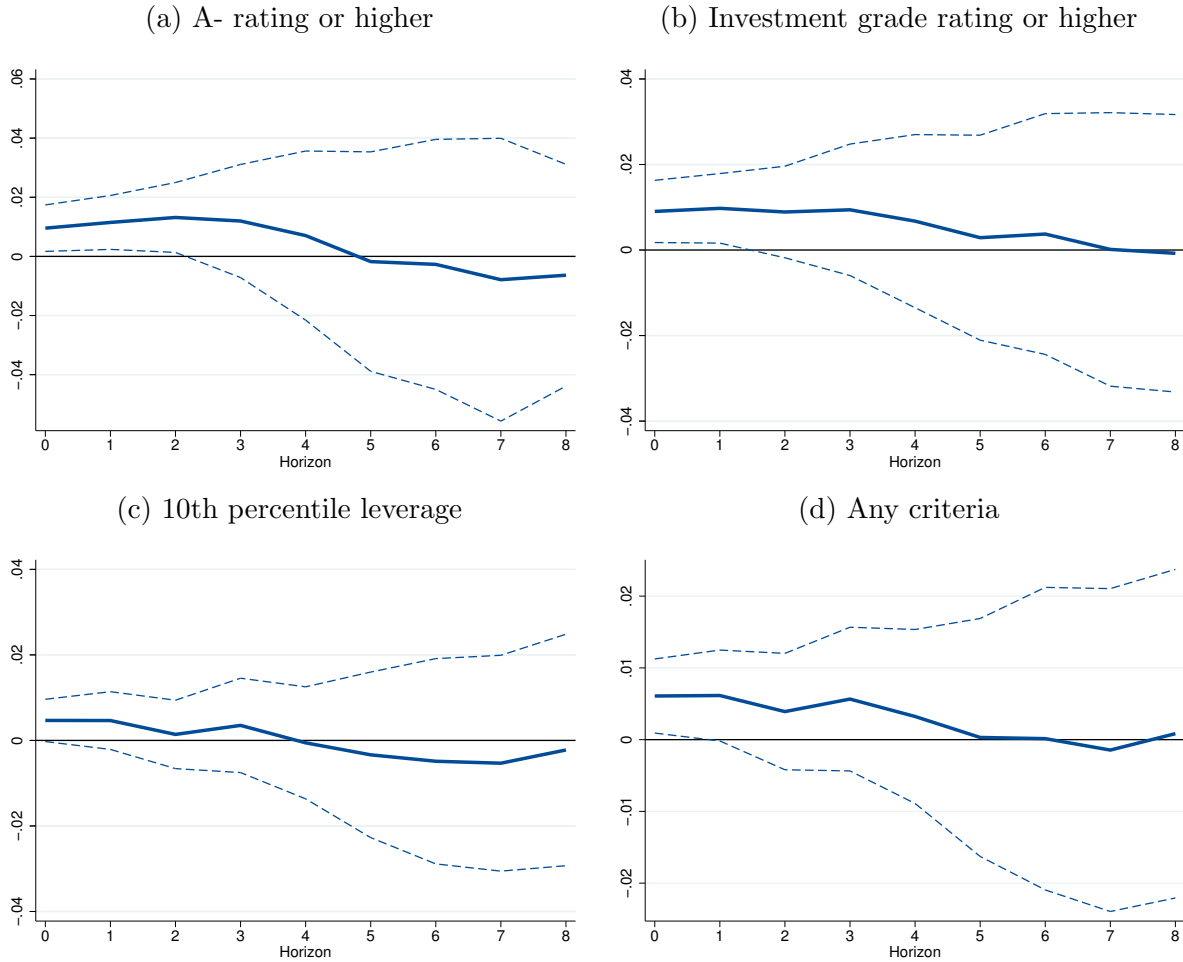 (a) A- rating or higher
.06
.04
.02
0
-.02
-.04
0 1 2 3 4 5 6 7 8
Horizon
(b) Investment grade rating or higher
.04
.02
0
-.02
-.04
0 1 2 3 4 5 6 7 8
Horizon
(c) 10th percentile leverage
.04
.02
0
-.02
-.04
0 1 2 3 4 5 6 7 8
Horizon
(d) Any criteria
.02
.01
0
-.01
-.02
0 1 2 3 4 5 6 7 8
Horizon